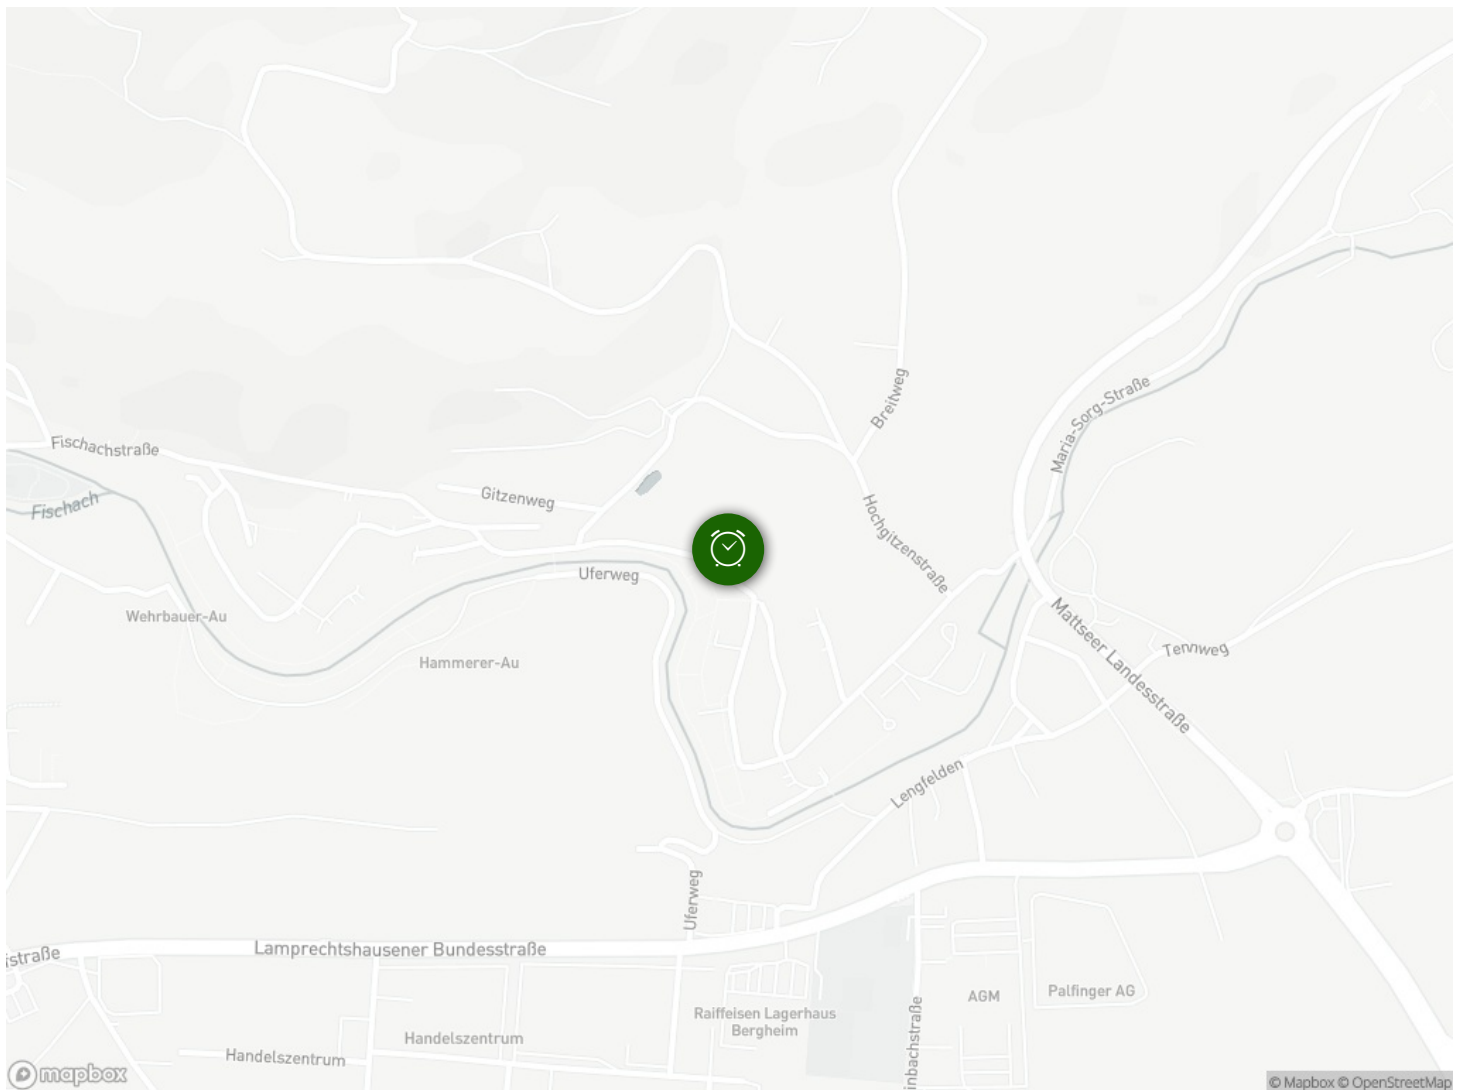 Breitweg
Maria-Sorg-Straße
Fischachstraße
Fischach
Gitzenweg
Hochgitzenstraße
Uferweg
Wehrbauer-Au
Hammerer-Au
Mattseer Landesstraße
Tennweg
Lengfelden
Uferweg
Lamprechtshausener Bundesstraße
istraße
AGM
Palfinger AG
Raiffeisen Lagerhaus
Bergheim
inbachstraße
Handelszentrum
Handelszentrum
mapbox
© Mapbox © OpenStreetMap